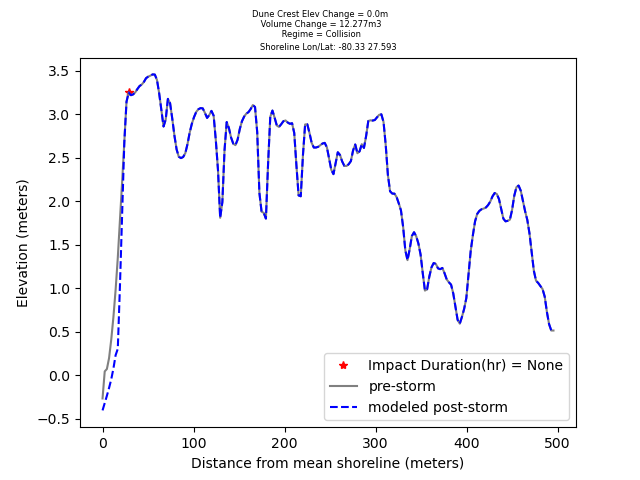 Dune Crest Elev Change = 0.0m
Volume Change = 12.277m3
Regime = Collision
Shoreline Lon/Lat: -80.33 27.593
3.5
3.0
2.5
2.0
1.5
1.0
0.5
0.0
−0.5
Elevation (meters)
Impact Duration(hr) = None
pre-storm
modeled post-storm
0 100 200 300 400 500
Distance from mean shoreline (meters)